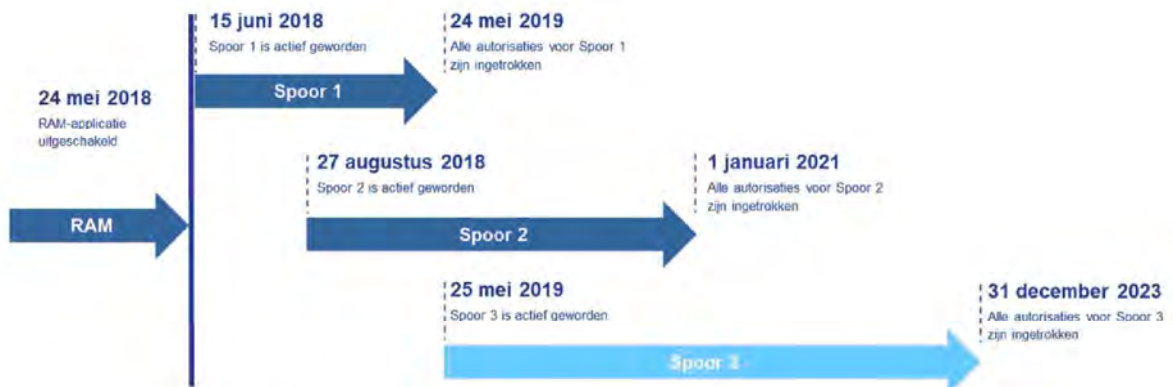 15 juni 2018
Spoor 1 is actief geworden
24 mei 2019
Alle autorisaties voor Spoor 1
zijn ingetrokken
Spoor 1
24 mei 2018
RAM-applicatie
uitgeschakeld
27 augustus 2018
Spoor 2 is actief geworden
1 januari 2021
Alle autorisaties voor Spoor 2
zijn ingetrokken
RAM
Spoor 2
25 mei 2019
Spoor 3 is actief geworden
31 december 2023
Alle autorisaties voor Spoor 3
zijn ingetrokken
Spoor 3